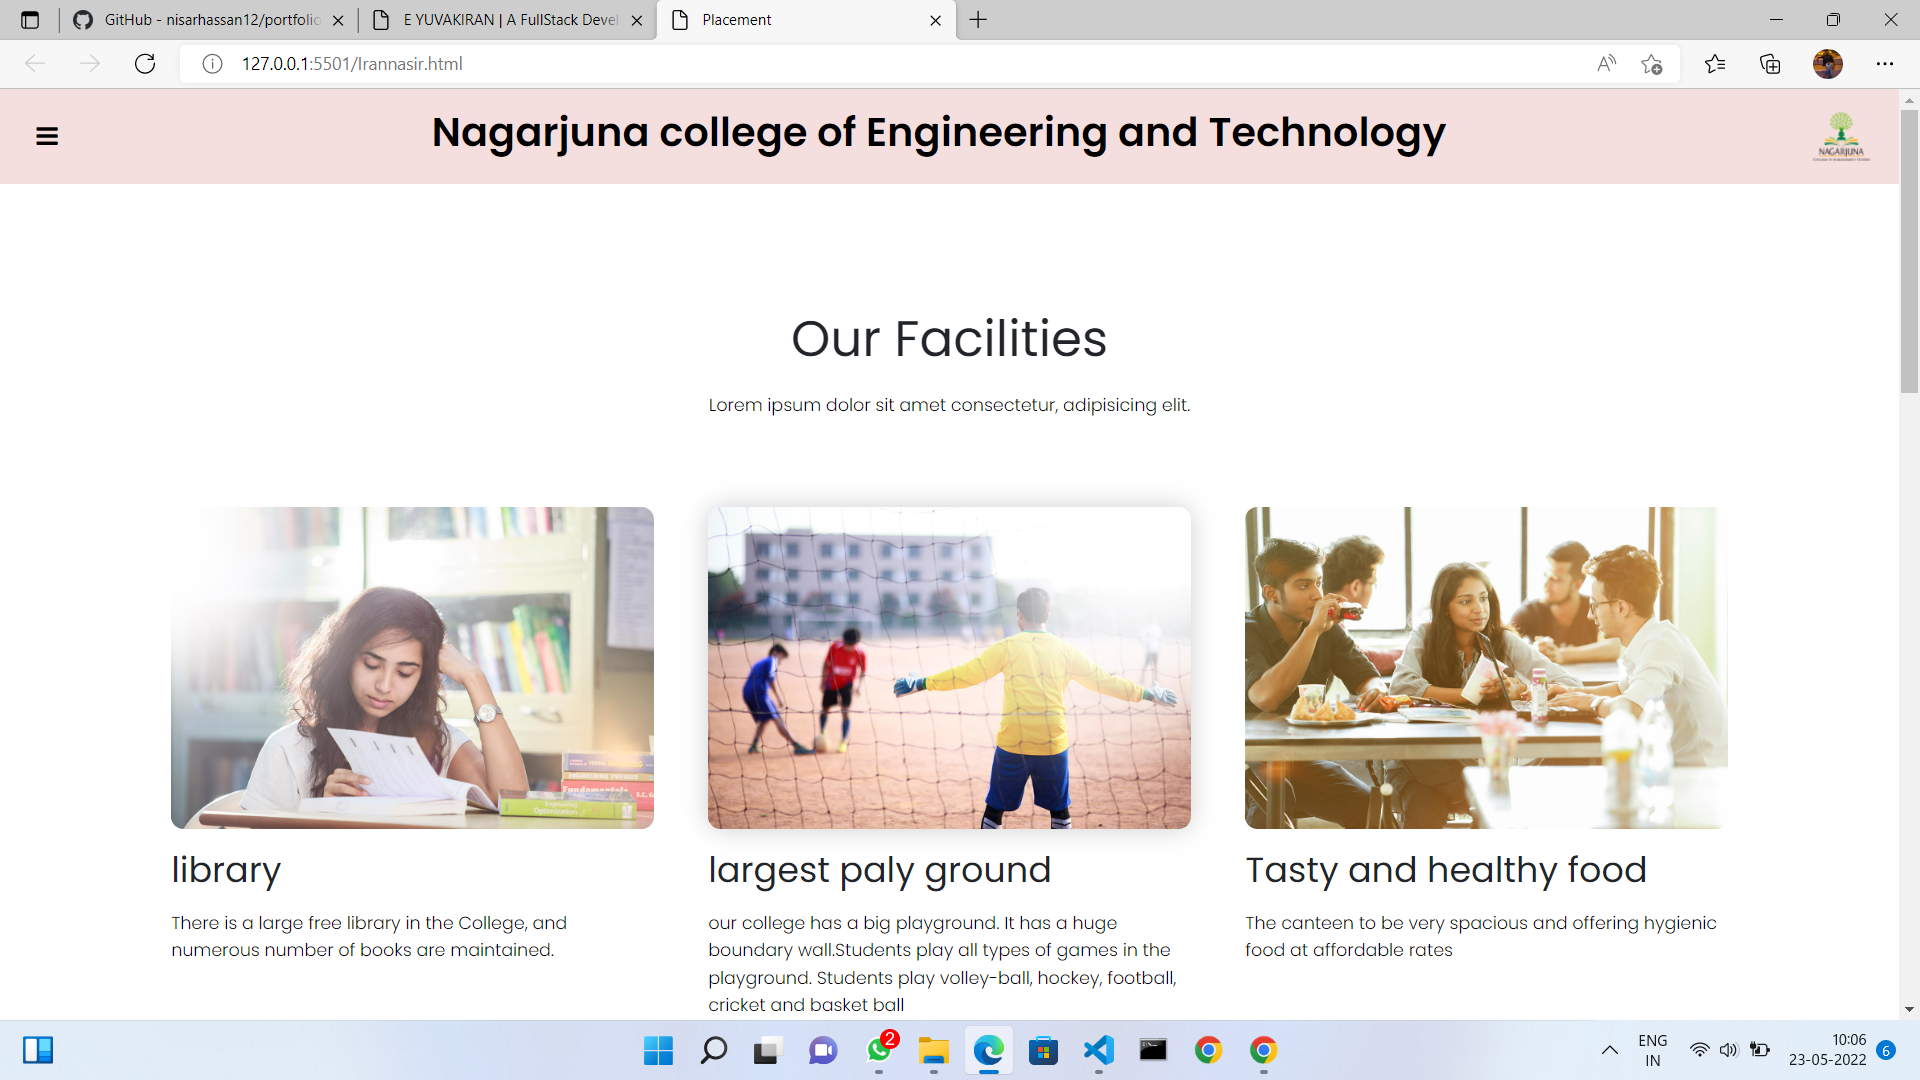 GitHub - nisarhassan12/portfolio
E YUVAKIRAN | A FullStack Devel
Placement
127.0.0.1:5501/Irannasir.html
Nagarjuna college of Engineering and Technology
NAGARJUNA
Our Facilities
Lorem ipsum dolor sit amet consectetur, adipisicing elit.
Fundamentals
Engineering
Optimization
library
largest paly ground
Tasty and healthy food
There is a large free library in the College, and
numerous number of books are maintained.
our college has a big playground. It has a huge
boundary wall.Students play all types of games in the
playground. Students play volley-ball, hockey, football,
cricket and basket ball
The canteen to be very spacious and offering hygienic
food at affordable rates
2
ENG
IN
10:06
23-05-2022
6